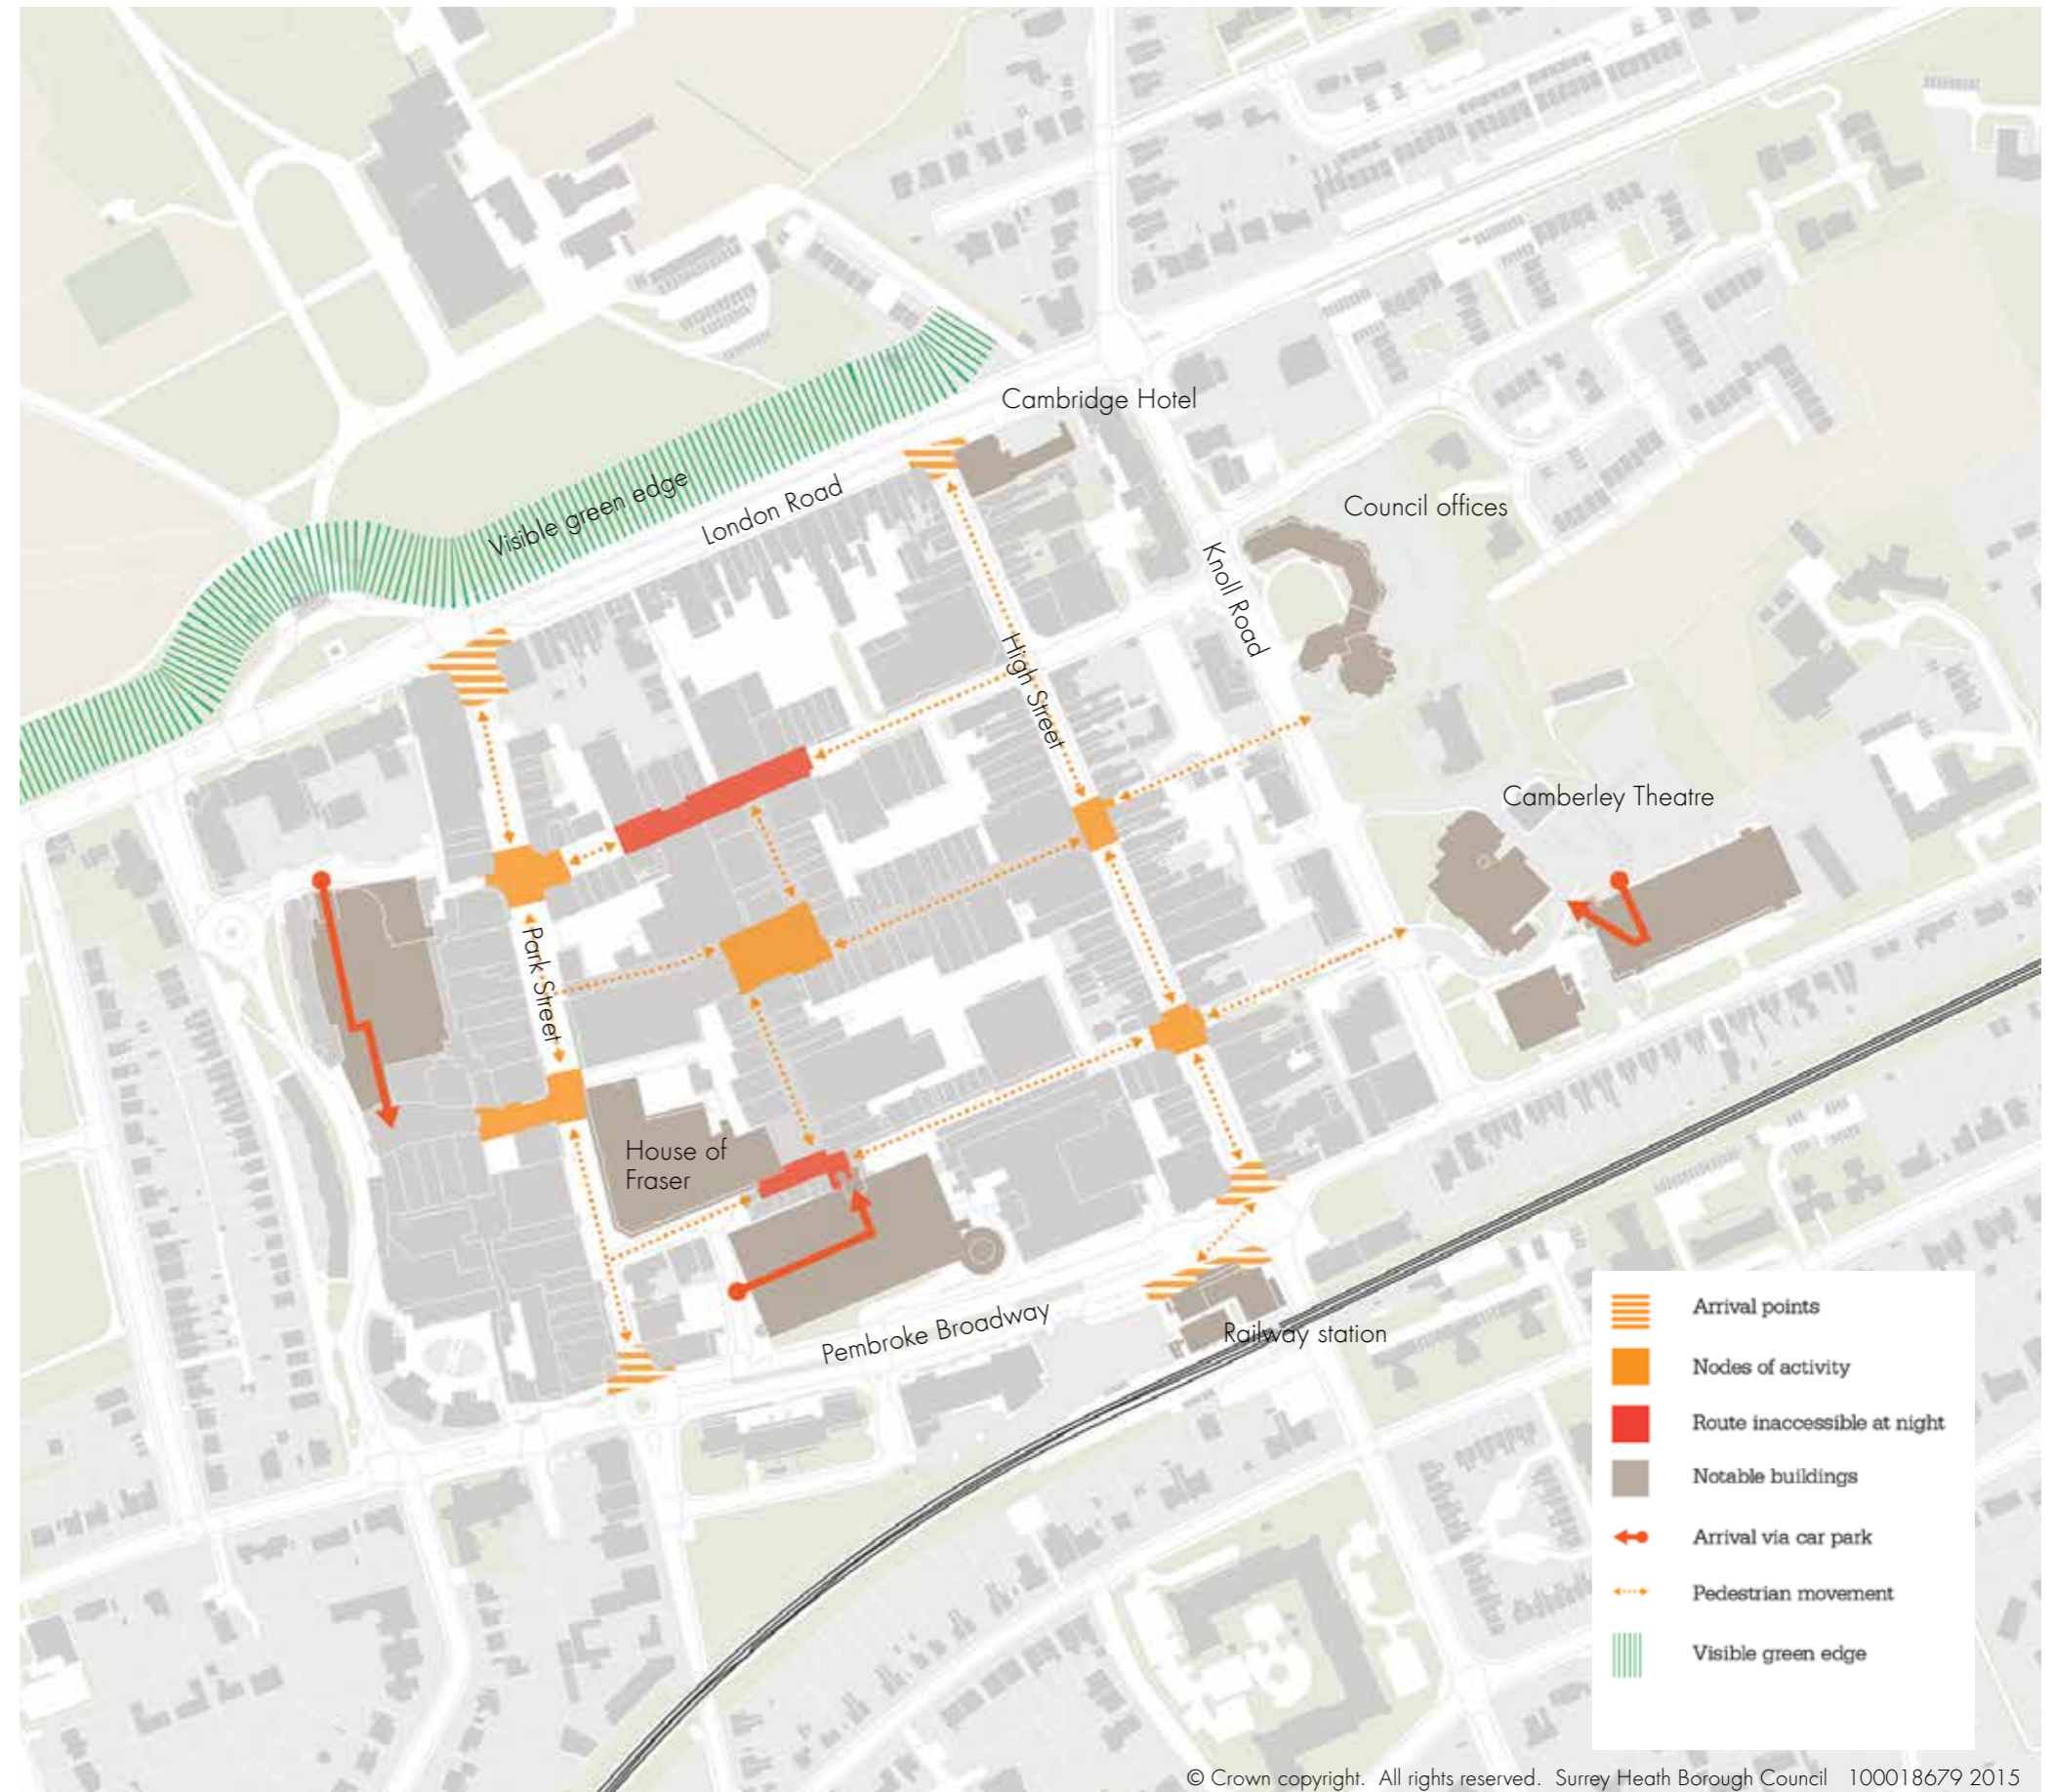 Cambridge Hotel
Visible green edge
London Road
Council offices
Knoll Road
High Street
Camberley Theatre
Park Street
House of
Fraser
Pembroke Broadway
Railway station
Arrival points
Nodes of activity
Route inaccessible at night
Notable buildings
Arrival via car park
Pedestrian movement
Visible green edge
© Crown copyright. All rights reserved. Surrey Heath Borough Council 100018679 2015